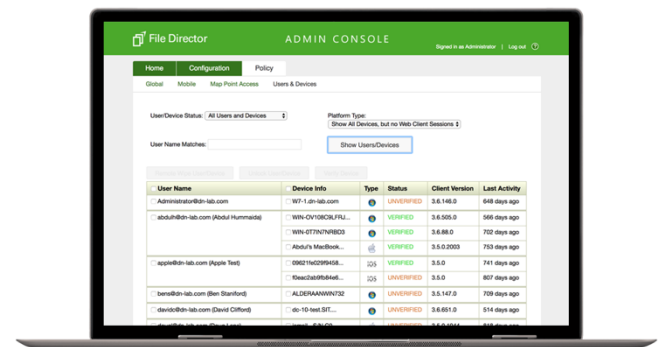 File Director
ADMIN CONSOLE
Signed in as Administrator | Log out
Home Configuration Policy
Global Mobile Map Point Access Users & Devices
User/Device Status: All Users and Devices
Platform Type:
Show All Devices, but no Web Client Sessions
User Name Matches:
Show Users/Devices
User Name Device Info Type Status Client Version Last Activity
Administrator@dn-lab.com W7-1.dn-lab.com UNVERIFIED 3.6.146.0 648 days ago
abdulh@dn-lab.com (Abdul Hummaida) WIN-OV108C9LFRJ... VERIFIED 3.6.505.0 566 days ago
WIN-0T7IN7NRBD3 VERIFIED 3.6.88.0 702 days ago
Abdul's MacBook... VERIFIED 3.5.0.2003 753 days ago
apple@dn-lab.com (Apple Test) 09621fe029f9458... iOS VERIFIED 3.5.0 741 days ago
f0eac2ab9fb84e6... iOS UNVERIFIED 3.5.0 807 days ago
bens@dn-lab.com (Ben Staniford) ALDERAANWIN732 UNVERIFIED 3.5.147.0 709 days ago
davidc@dn-lab.com (David Clifford) dc-10-test.SIT.... UNVERIFIED 3.6.651.0 514 days ago